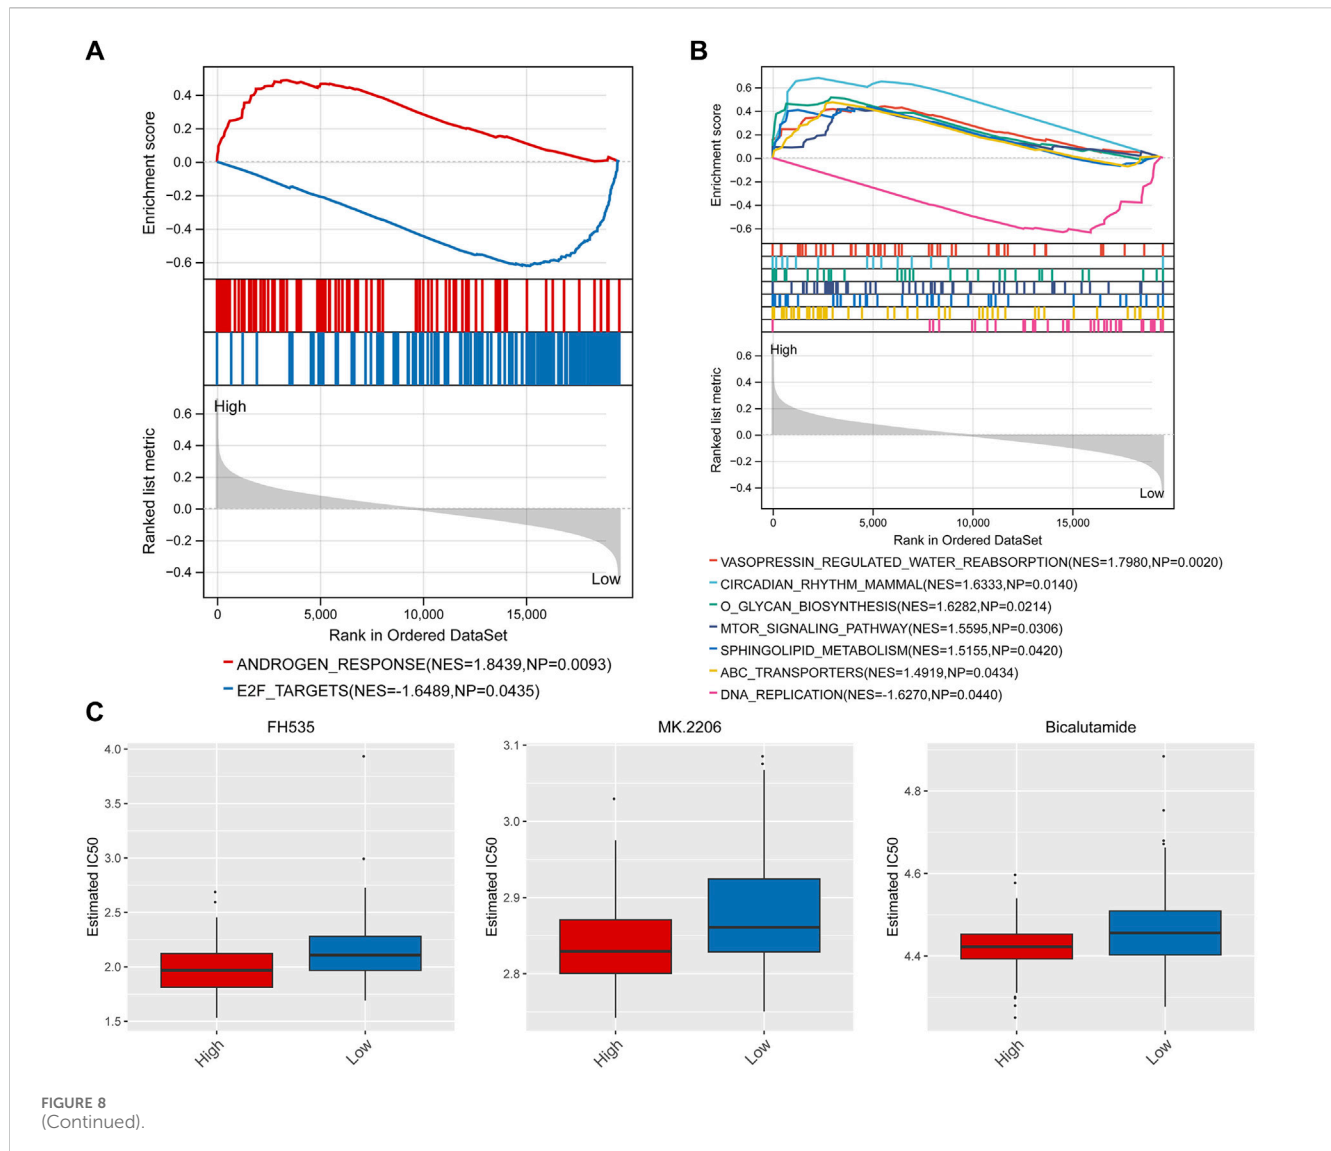 A
Enrichment score
0.4
0.2
0.0
−0.2
−0.4
−0.6
Ranked list metric
High
0.6
0.4
0.2
0.0
−0.2
−0.4
Low
0
5,000
10,000
15,000
Rank in Ordered DataSet
ANDROGEN_RESPONSE(NES=1.8439,NP=0.0093)
E2F_TARGETS(NES=-1.6489,NP=0.0435)
B
Enrichment score
0.6
0.4
0.2
0.0
−0.2
−0.4
−0.6
Ranked list metric
High
0.6
0.4
0.2
0.0
−0.2
−0.4
Low
0
5,000
10,000
15,000
Rank in Ordered DataSet
VASOPRESSIN_REGULATED_WATER_REABSORPTION(NES=1.7980,NP=0.0020)
CIRCADIAN_RHYTHM_MAMMAL(NES=1.6333,NP=0.0140)
O_GLYCAN_BIOSYNTHESIS(NES=1.6282,NP=0.0214)
MTOR_SIGNALING_PATHWAY(NES=1.5595,NP=0.0306)
SPHINGOLIPID_METABOLISM(NES=1.5155,NP=0.0420)
ABC_TRANSPORTERS(NES=1.4919,NP=0.0434)
DNA_REPLICATION(NES=-1.6270,NP=0.0440)
C
FH535
Estimated IC50
4.0
3.5
3.0
2.5
2.0
1.5
High
Low
MK.2206
Estimated IC50
3.1
3.0
2.9
2.8
High
Low
Bicalutamide
Estimated IC50
4.8
4.6
4.4
High
Low
FIGURE 8
(Continued).